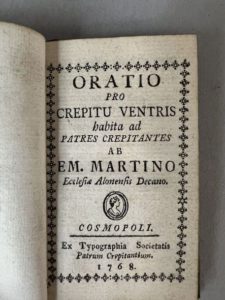 ORATIO
PRO
CREPITU VENTRIS
habita ad
PATRES CREPITANTES
AB
EM. MARTINO
Ecclesiæ Alonensis Decano.
COSMOPOLI.
Ex Typographia Societatis
Patrum Crepitantium.
1768.